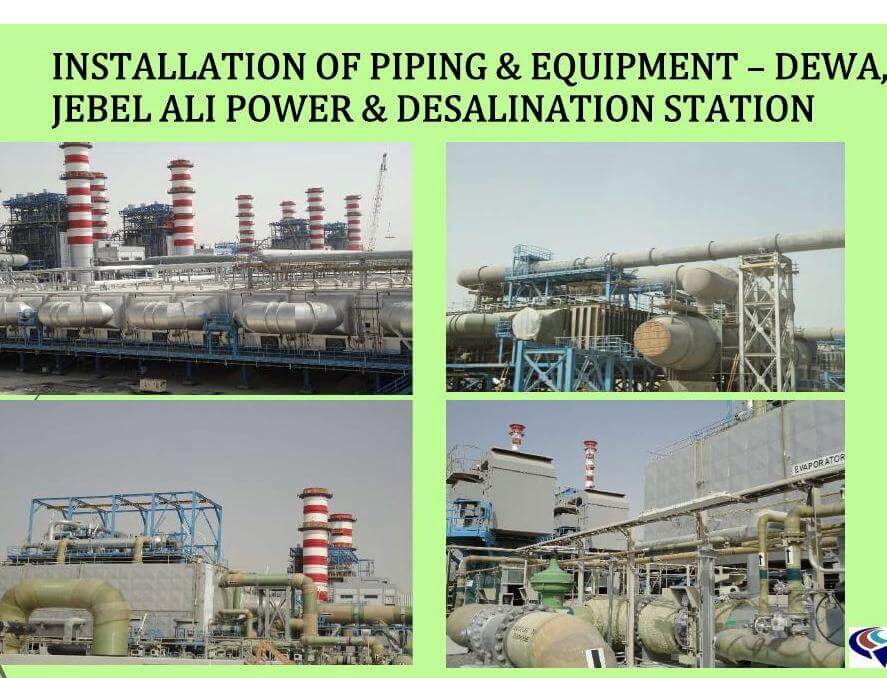 INSTALLATION OF PIPING & EQUIPMENT – DEWA,
JEBEL ALI POWER & DESALINATION STATION
EVAPORATOR